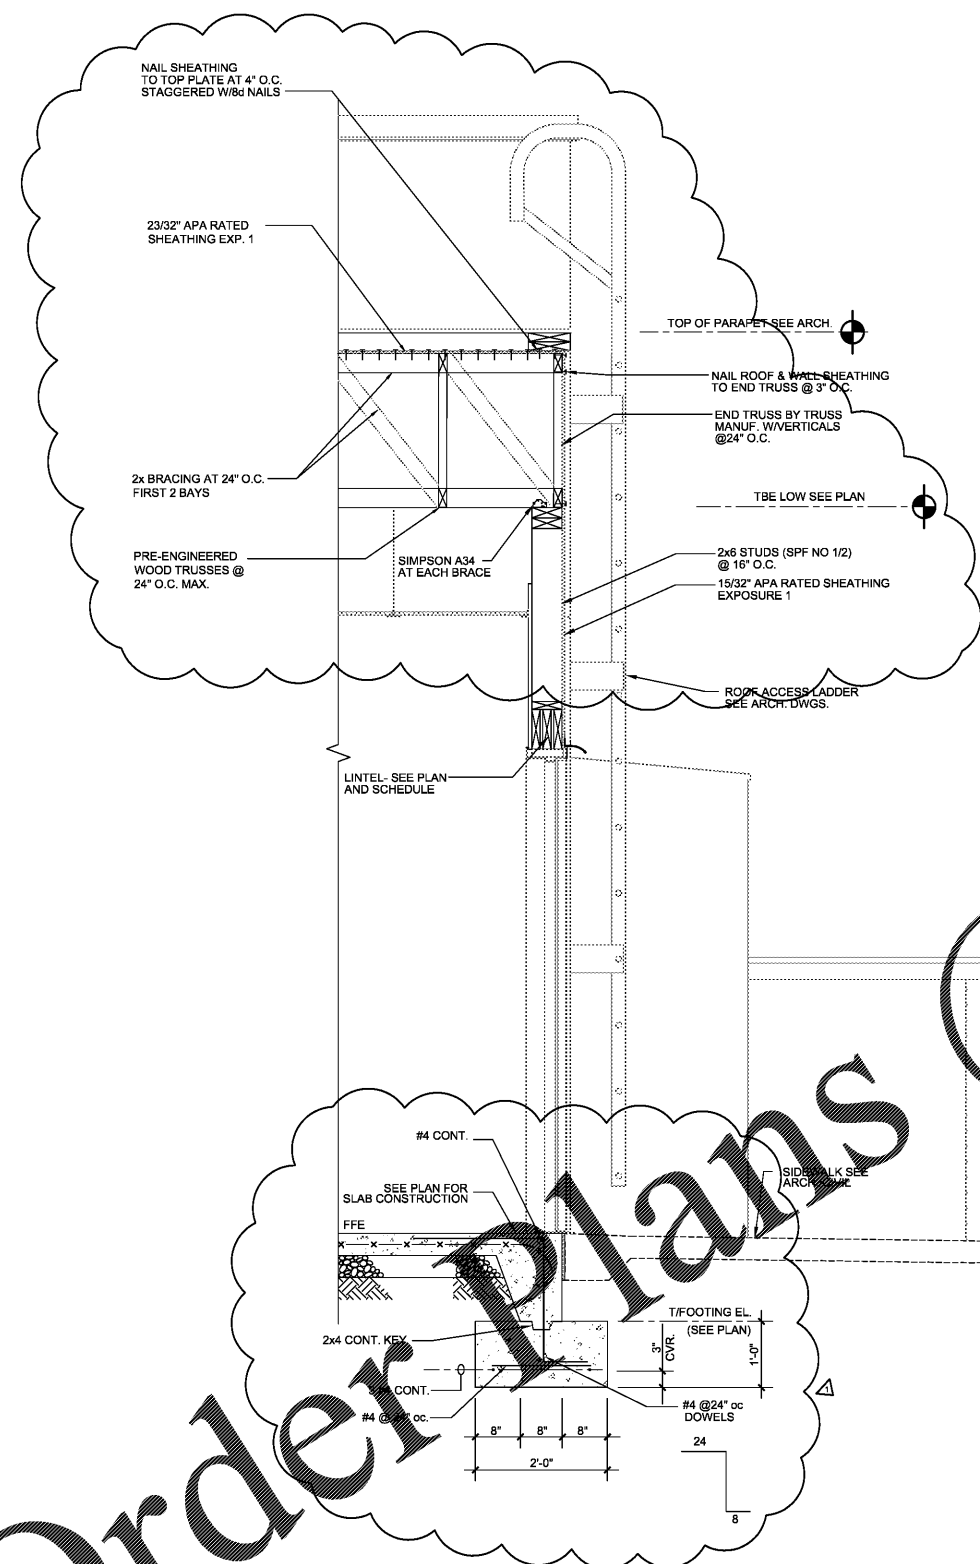 NAIL SHEATHING
TO TOP PLATE AT 4" O.C.
STAGGERED W/8d NAILS
23/32" APA RATED
SHEATHING EXP. 1
TOP OF PARAPET SEE ARCH.
NAIL ROOF & WALL SHEATHING
TO END TRUSS @ 3" O.C.
END TRUSS BY TRUSS
MANUF. W/VERTICALS
@24" O.C.
2x BRACING AT 24" O.C.
FIRST 2 BAYS
TBE LOW SEE PLAN
PRE-ENGINEERED
WOOD TRUSSES @
24" O.C. MAX.
SIMPSON A34
AT EACH BRACE
2x6 STUDS (SPF NO 1/2)
@ 16" O.C.
15/32" APA RATED SHEATHING
EXPOSURE 1
ROOF ACCESS LADDER
SEE ARCH. DWGS.
LINTEL- SEE PLAN
AND SCHEDULE
#4 CONT.
SEE PLAN FOR
SLAB CONSTRUCTION
SIDEWALK SEE
FFE
T/FOOTING EL.
(SEE PLAN)
2x4 CONT. KEY
3"
CVR.
1'-0"
#4 CONT.
#4 @ 24" oc.
#4 @24" oc
DOWELS
1
8" 8" 8"
2'-0"
24
8
Order Plans